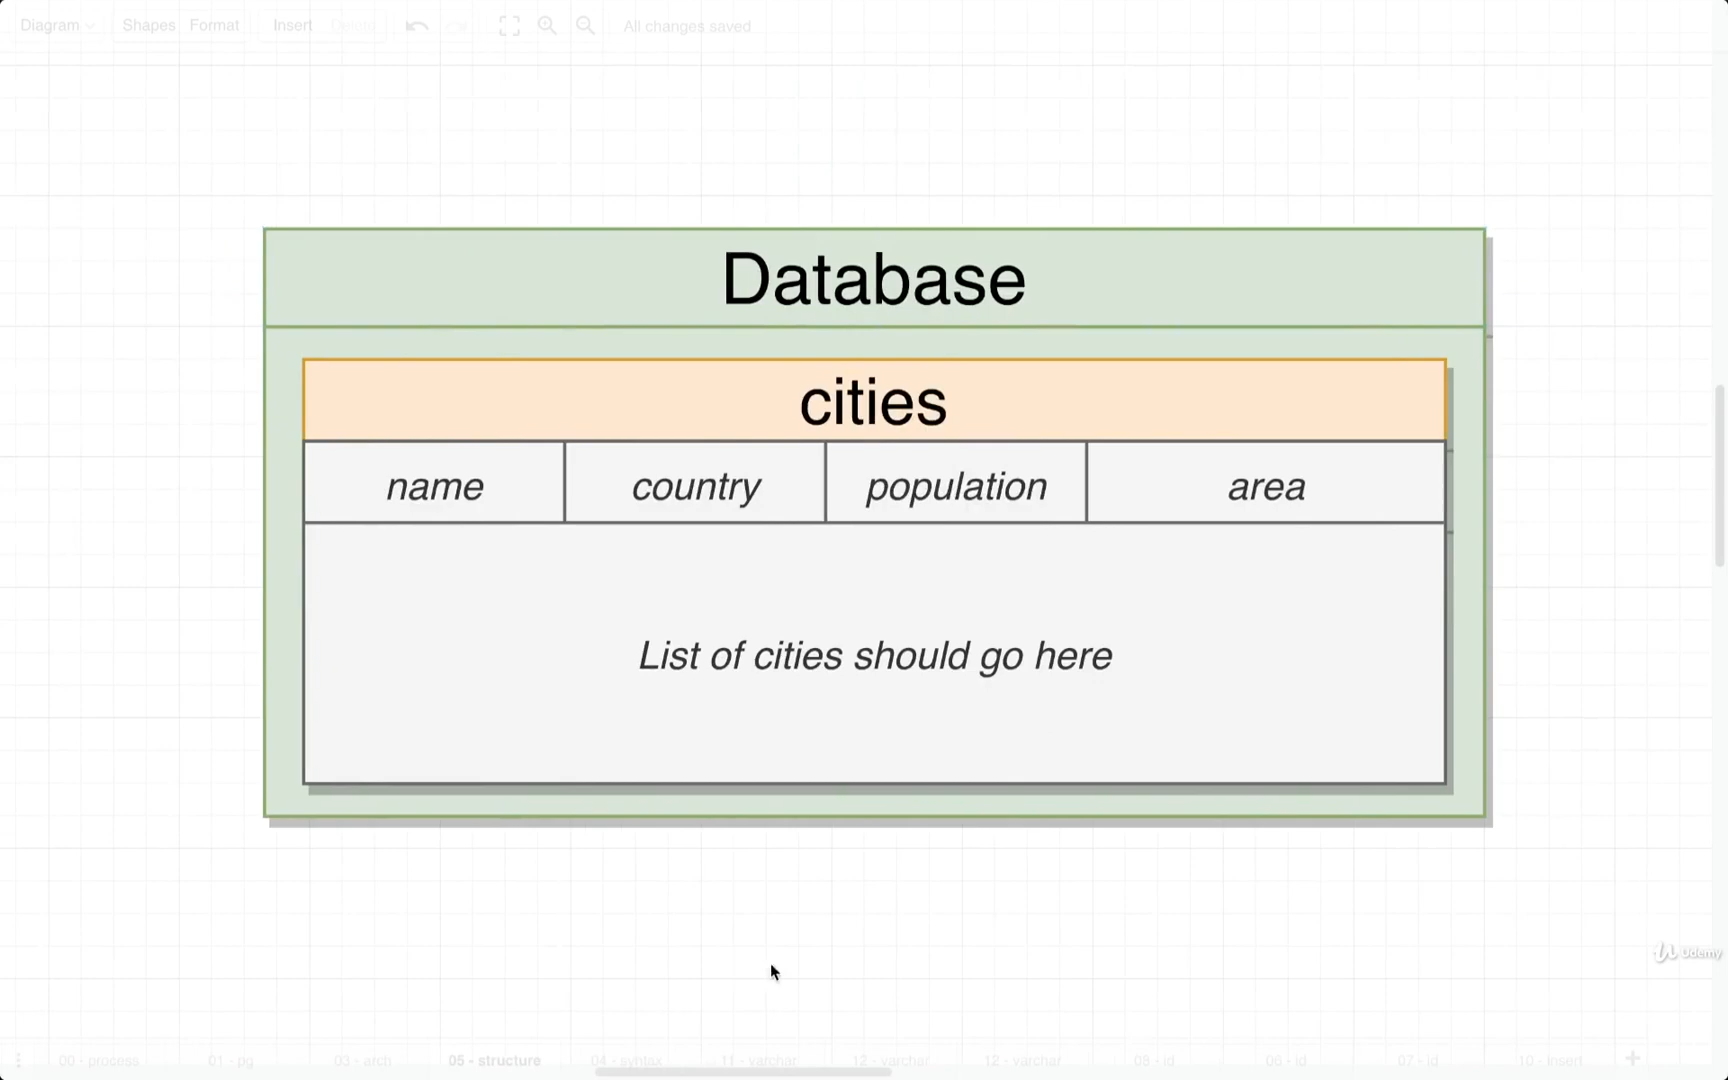 Diagram Shapes Format Insert Delete All changes saved
Database
cities
name country population area
List of cities should go here
Udemy
00 - process 01 - pg 03 - arch 05 - structure 04 - syntax 11 - varchar 12 - varchar 12 - varchar 08 - id 06 - id 07 - id 10 - Insert